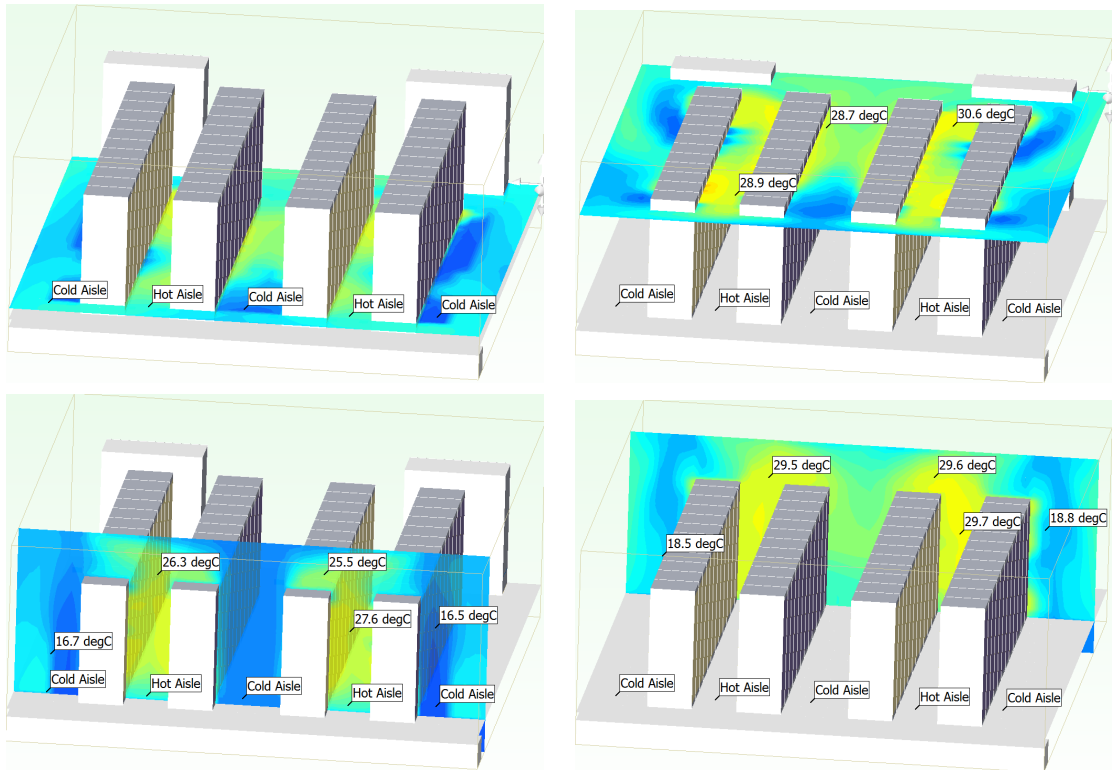 Cold Aisle
Hot Aisle
Cold Aisle
Hot Aisle
Cold Aisle
28.7 degC
30.6 degC
28.9 degC
Cold Aisle
Hot Aisle
Cold Aisle
Hot Aisle
Cold Aisle
26.3 degC
25.5 degC
27.6 degC
16.5 degC
16.7 degC
Cold Aisle
Hot Aisle
Cold Aisle
Hot Aisle
Cold Aisle
29.5 degC
29.6 degC
29.7 degC
18.8 degC
18.5 degC
Cold Aisle
Hot Aisle
Cold Aisle
Hot Aisle
Cold Aisle